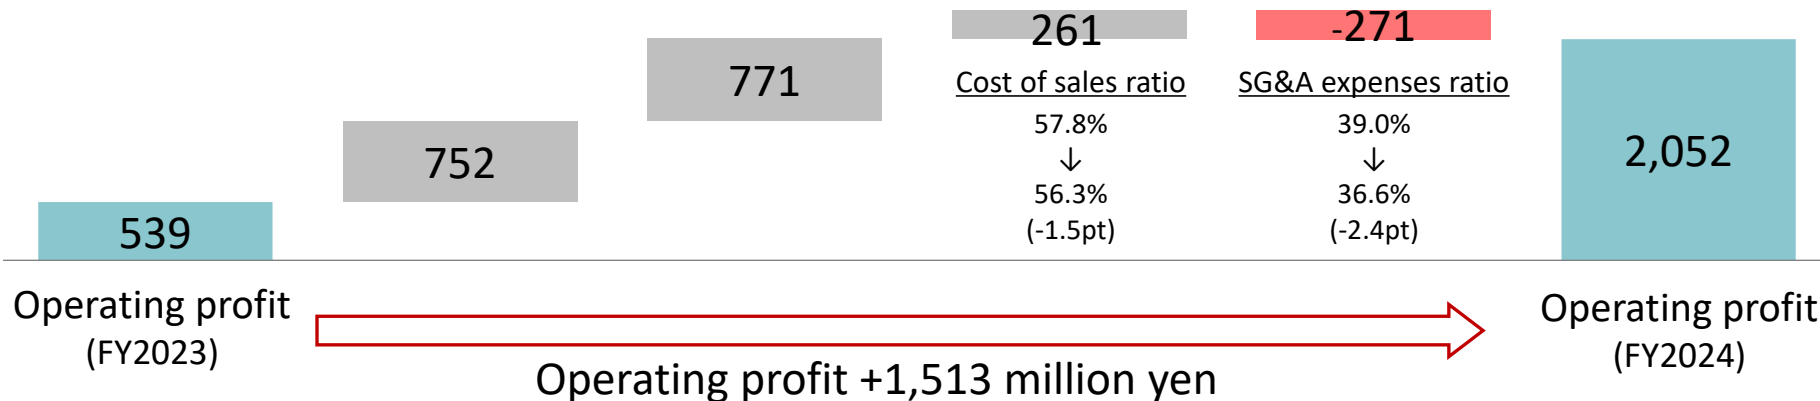 261
-271
771
Cost of sales ratio
SG&A expenses ratio
57.8%
39.0%
752
↓
↓
2,052
56.3%
36.6%
539
(-1.5pt)
(-2.4pt)
Operating profit
(FY2023)
Operating profit
(FY2024)
Operating profit +1,513 million yen